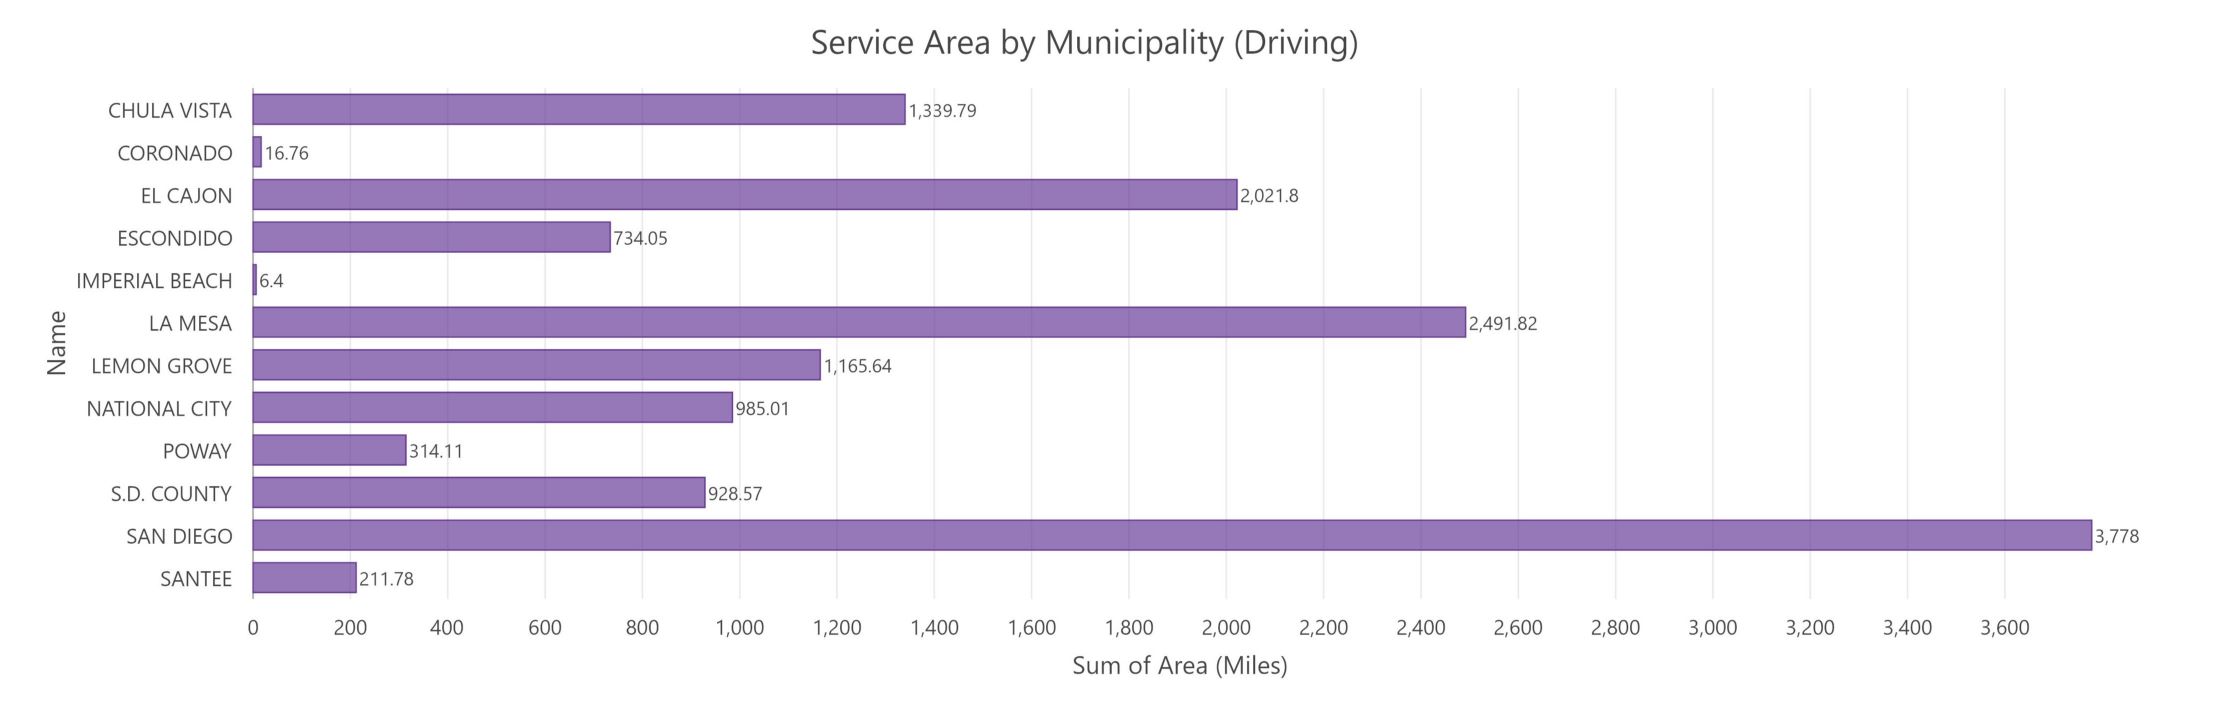 Service Area by Municipality (Driving)
Name
CHULA VISTA 1,339.79
CORONADO 16.76
EL CAJON 2,021.8
ESCONDIDO 734.05
IMPERIAL BEACH 6.4
LA MESA 2,491.82
LEMON GROVE 1,165.64
NATIONAL CITY 985.01
POWAY 314.11
S.D. COUNTY 928.57
SAN DIEGO 3,778
SANTEE 211.78
0 200 400 600 800 1,000 1,200 1,400 1,600 1,800 2,000 2,200 2,400 2,600 2,800 3,000 3,200 3,400 3,600
Sum of Area (Miles)